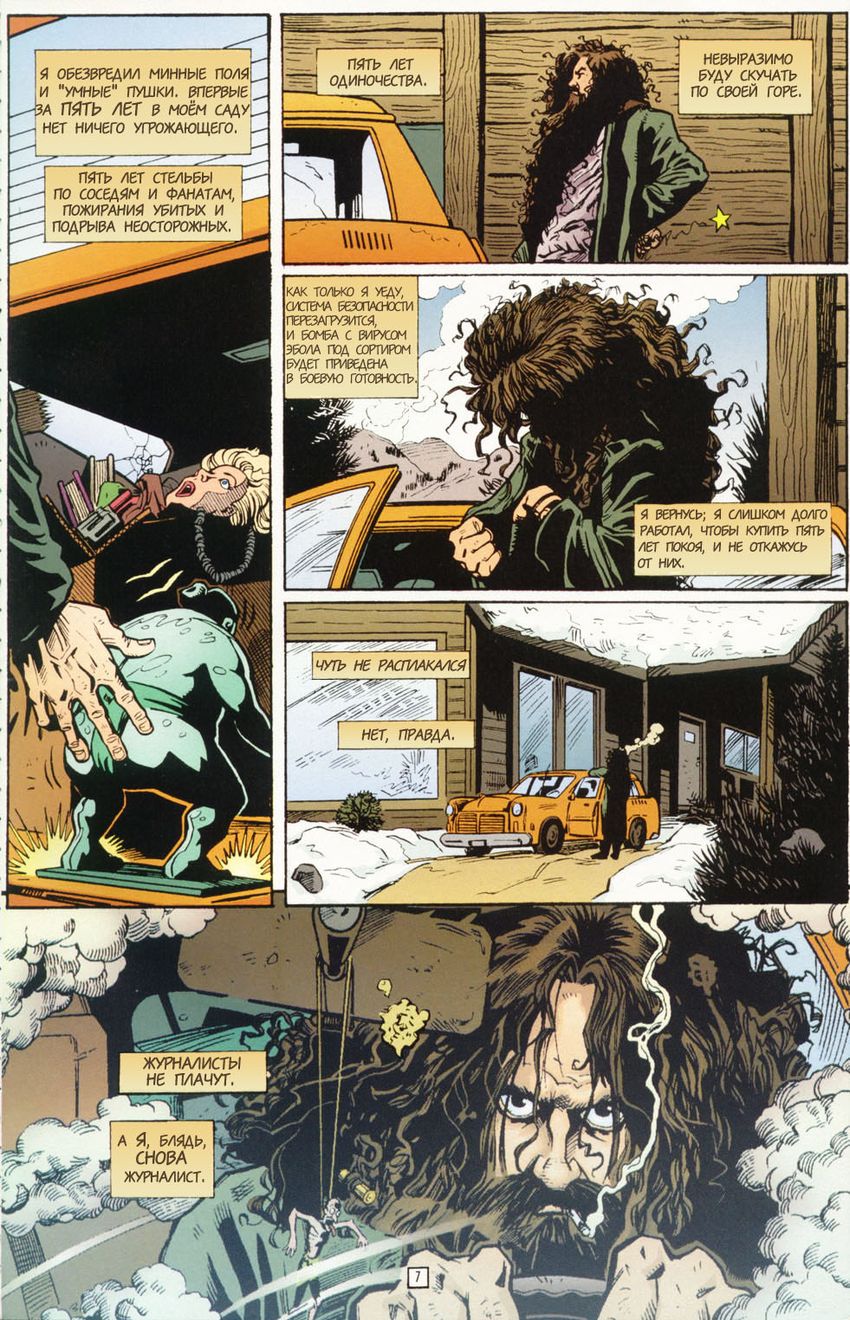 Я ОБЕЗВРЕДИЛ МИННЫЕ ПОЛЯ
И "УМНЫЕ" ПУШКИ. ВПЕРВЫЕ
ЗА ПЯТЬ ЛЕТ В МОЁМ САДУ
НЕТ НИЧЕГО УГРОЖАЮЩЕГО.
ПЯТЬ ЛЕТ СТЕЛЬБЫ
ПО СОСЕДЯМ И ФАНАТАМ,
ПОЖИРАНИЯ УБИТЫХ И
ПОДРЫВА НЕОСТОРОЖНЫХ.
ПЯТЬ ЛЕТ
ОДИНОЧЕСТВА.
НЕВЫРАЗИМО
БУДУ СКУЧАТЬ
ПО СВОЕЙ ГОРЕ.
КАК ТОЛЬКО Я УЕДУ,
СИСТЕМА БЕЗОПАСНОСТИ
ПЕРЕЗАГРУЗИТСЯ,
И БОМБА С ВИРУСОМ
ЭБОЛА ПОД СОРТИРОМ
БУДЕТ ПРИВЕДЕНА
В БОЕВУЮ ГОТОВНОСТЬ.
Я ВЕРНУСЬ; Я СЛИШКОМ ДОЛГО
РАБОТАЛ, ЧТОБЫ КУПИТЬ ПЯТЬ
ЛЕТ ПОКОЯ, И НЕ ОТКАЖУСЬ
ОТ НИХ.
ЧУТЬ НЕ РАСПЛАКАЛСЯ
НЕТ, ПРАВДА.
ЖУРНАЛИСТЫ
НЕ ПЛАЧУТ.
А Я, БЛЯДЬ,
СНОВА
ЖУРНАЛИСТ.
7